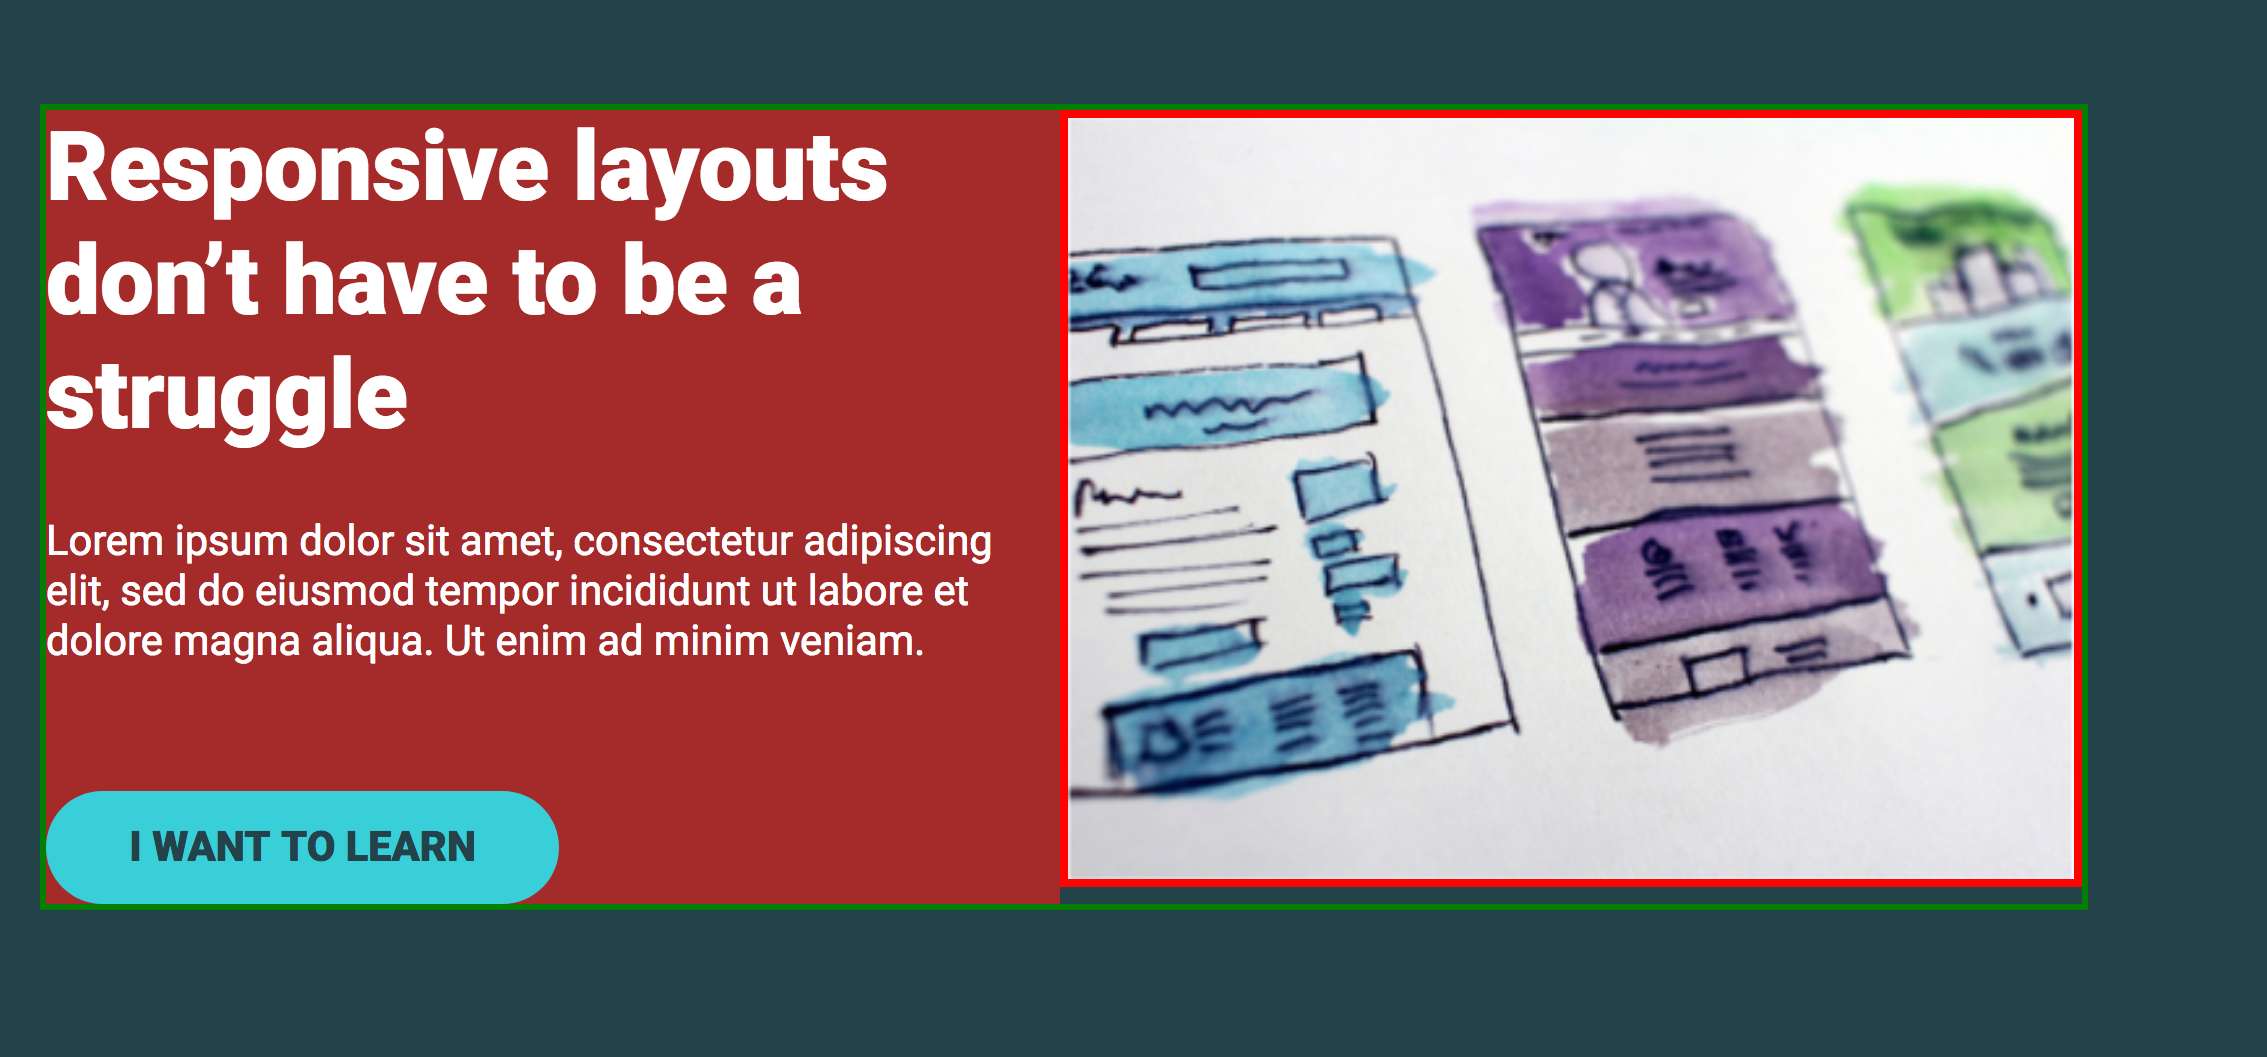 Responsive layouts
don’t have to be a
struggle
Lorem ipsum dolor sit amet, consectetur adipiscing
elit, sed do eiusmod tempor incididunt ut labore et
dolore magna aliqua. Ut enim ad minim veniam.
I WANT TO LEARN